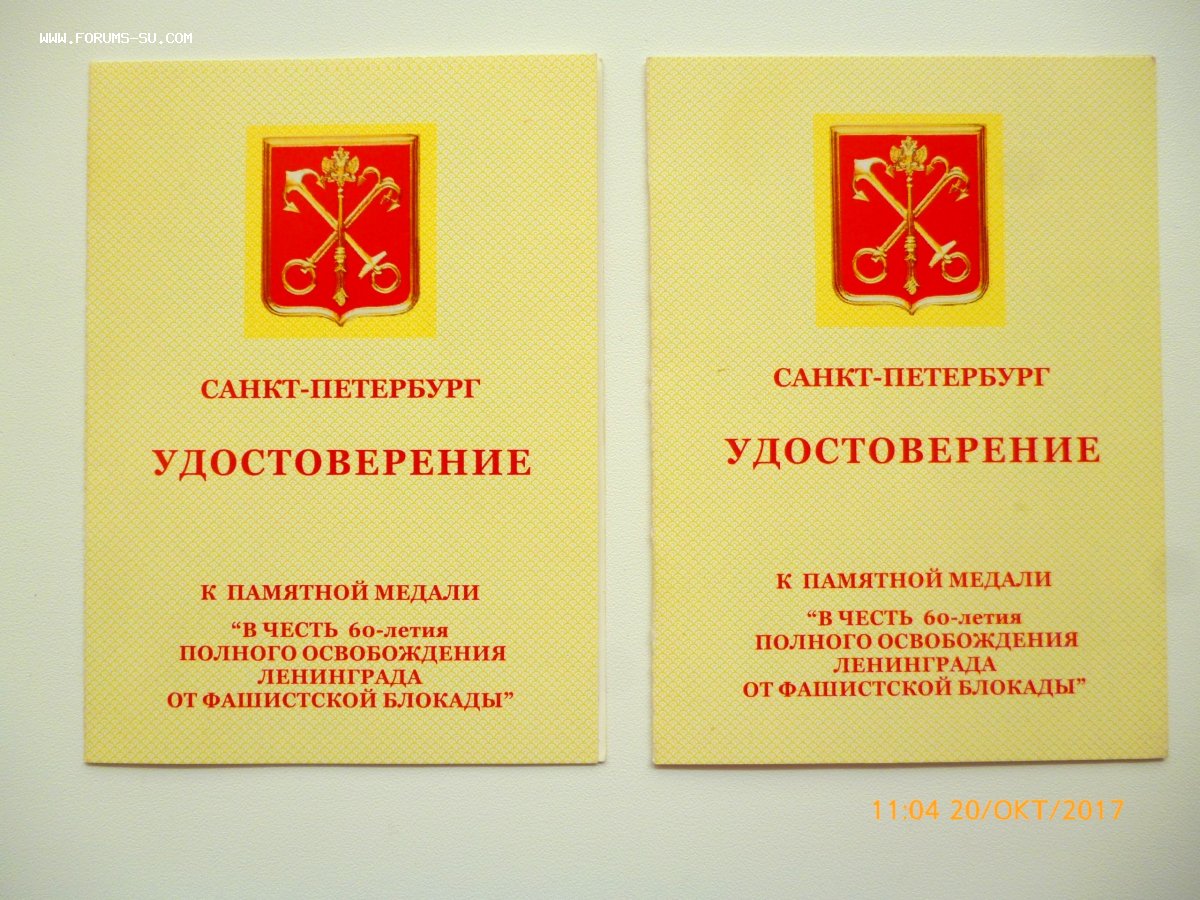 WWW.FORUMS-SU.COM
САНКТ-ПЕТЕРБУРГ
УДОСТОВЕРЕНИЕ
К ПАМЯТНОЙ МЕДАЛИ
“В ЧЕСТЬ 60-летия
ПОЛНОГО ОСВОБОЖДЕНИЯ
ЛЕНИНГРАДА
ОТ ФАШИСТСКОЙ БЛОКАДЫ”
САНКТ-ПЕТЕРБУРГ
УДОСТОВЕРЕНИЕ
К ПАМЯТНОЙ МЕДАЛИ
“В ЧЕСТЬ 60-летия
ПОЛНОГО ОСВОБОЖДЕНИЯ
ЛЕНИНГРАДА
ОТ ФАШИСТСКОЙ БЛОКАДЫ”
11:04 20/ОКТ/2017